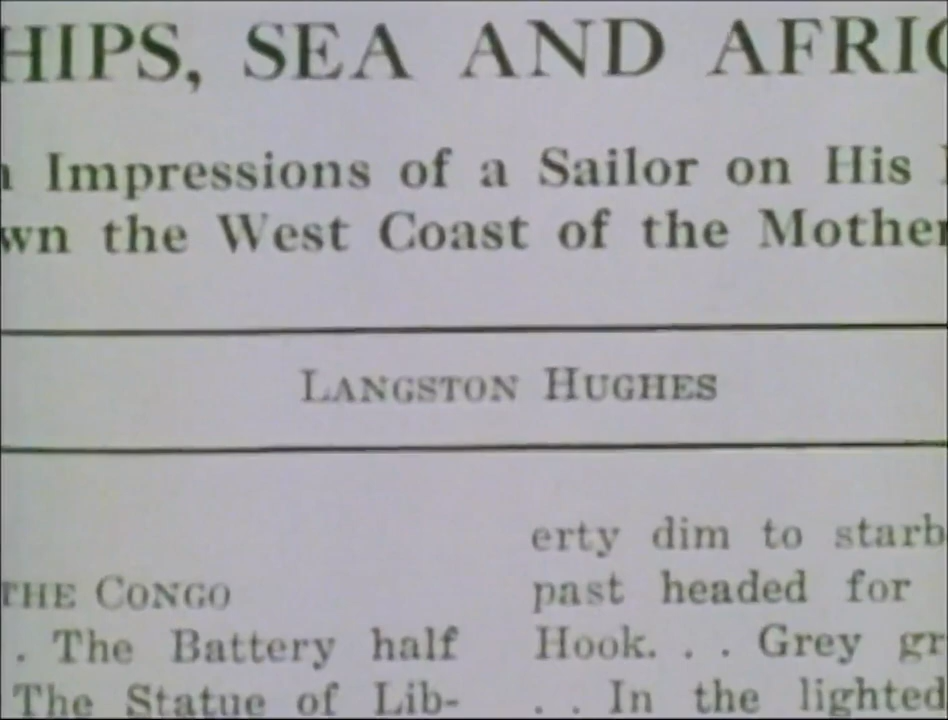 HIPS, SEA AND AFRIC
n Impressions of a Sailor on His
wn the West Coast of the Mother
LANGSTON HUGHES
THE CONGO
. The Battery half
The Statue of Lib-
erty dim to starb
past headed for
Hook. . . Grey gr
. . In the lighted